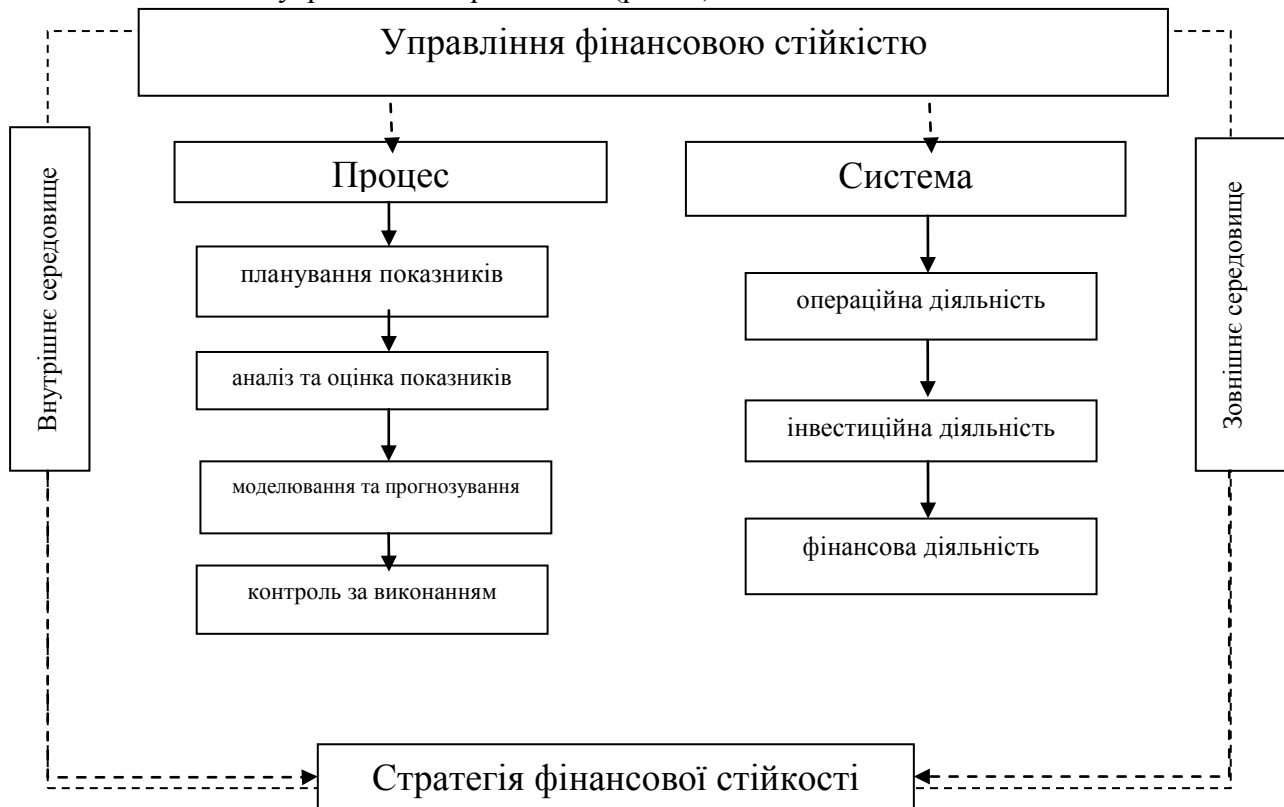 Управління фінансовою стійкістю
Процес
Система
Внутрішнє середовище
Зовнішнє середовище
планування показників
операційна діяльність
аналіз та оцінка показників
інвестиційна діяльність
моделювання та прогнозування
фінансова діяльність
контроль за виконанням
Стратегія фінансової стійкості